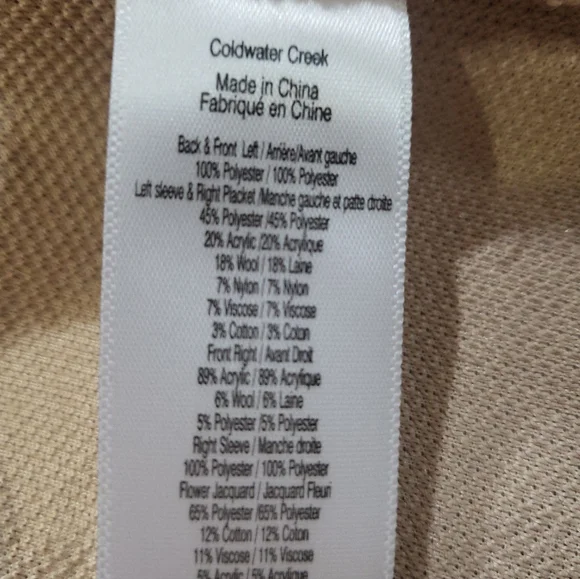 Coldwater Creek
Made in China
Fabriqué en Chine
Back & Front Left / Arrière/Avant gauche
100% Polyester / 100% Polyester
Left sleeve & Right Placket /Manche gauche et patte droite
45% Polyester /45% Polyester
20% Acrylic /20% Acrylique
18% Wool / 18% Laine
7% Nylon / 7% Nylon
7% Viscose / 7% Viscose
3% Cotton / 3% Coton
Front Right / Avant Droit
89% Acrylic / 89% Acrylique
6% Wool / 6% Laine
5% Polyester /5% Polyester
Right Sleeve / Manche droite
100% Polyester / 100% Polyester
Flower Jacquard / Jacquard Fleuri
65% Polyester /65% Polyester
12% Cotton / 12% Coton
11% Viscose / 11% Viscose
5% Acrylic / 5% Acrylique